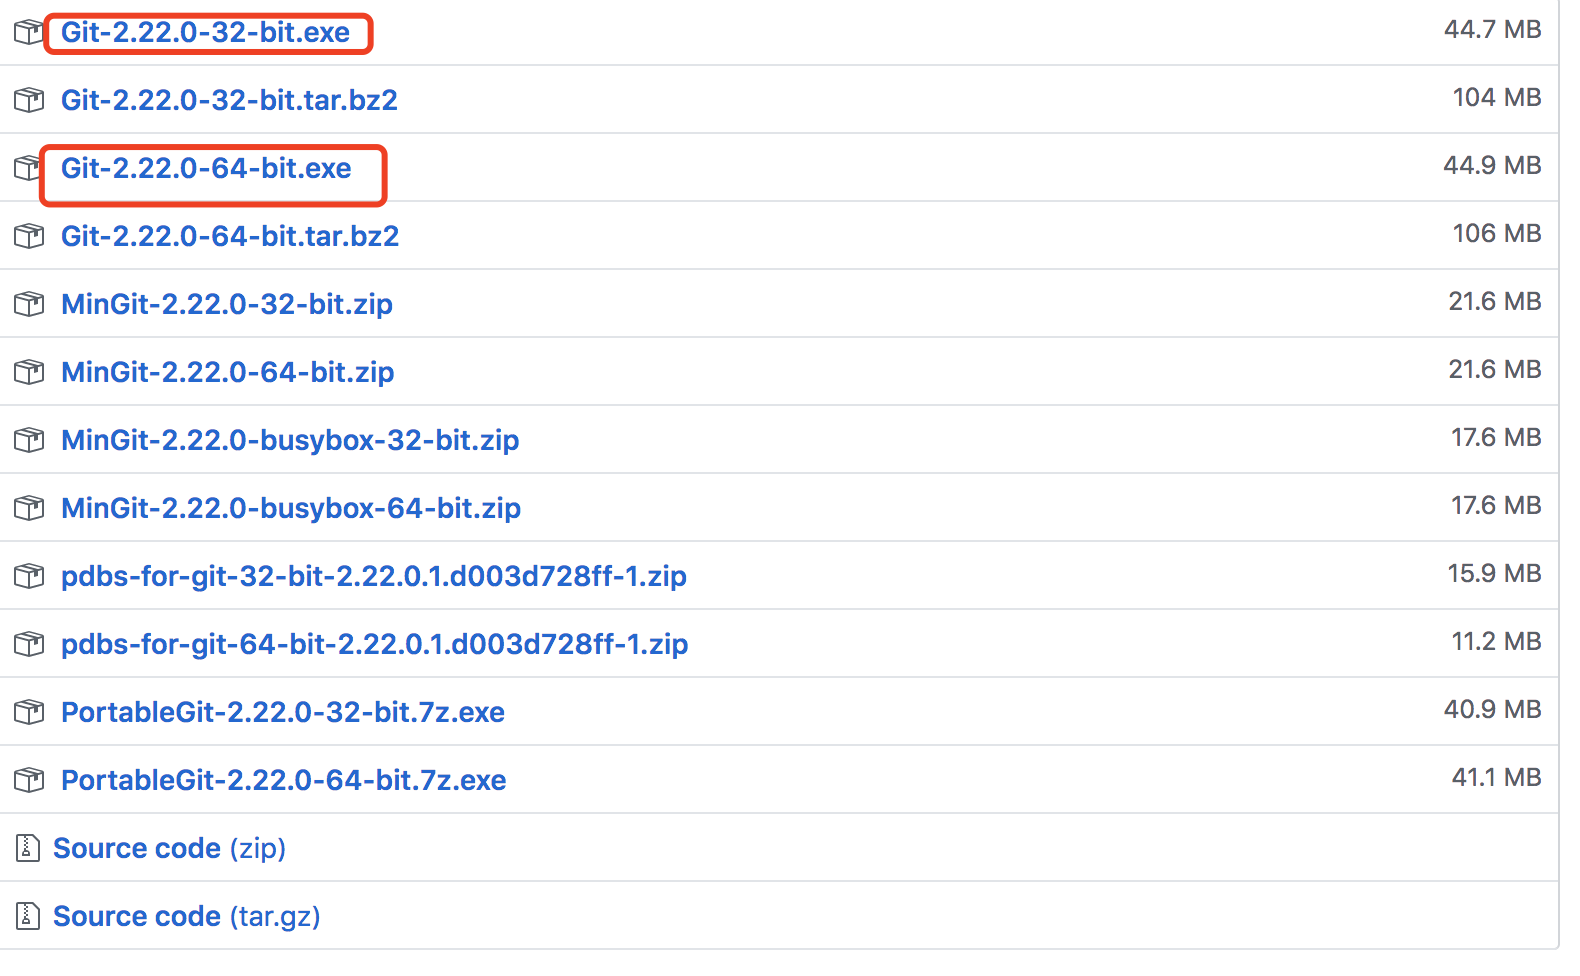 Git-2.22.0-32-bit.exe 44.7 MB
Git-2.22.0-32-bit.tar.bz2 104 MB
Git-2.22.0-64-bit.exe 44.9 MB
Git-2.22.0-64-bit.tar.bz2 106 MB
MinGit-2.22.0-32-bit.zip 21.6 MB
MinGit-2.22.0-64-bit.zip 21.6 MB
MinGit-2.22.0-busybox-32-bit.zip 17.6 MB
MinGit-2.22.0-busybox-64-bit.zip 17.6 MB
pdbs-for-git-32-bit-2.22.0.1.d003d728ff-1.zip 15.9 MB
pdbs-for-git-64-bit-2.22.0.1.d003d728ff-1.zip 11.2 MB
PortableGit-2.22.0-32-bit.7z.exe 40.9 MB
PortableGit-2.22.0-64-bit.7z.exe 41.1 MB
Source code (zip)
Source code (tar.gz)